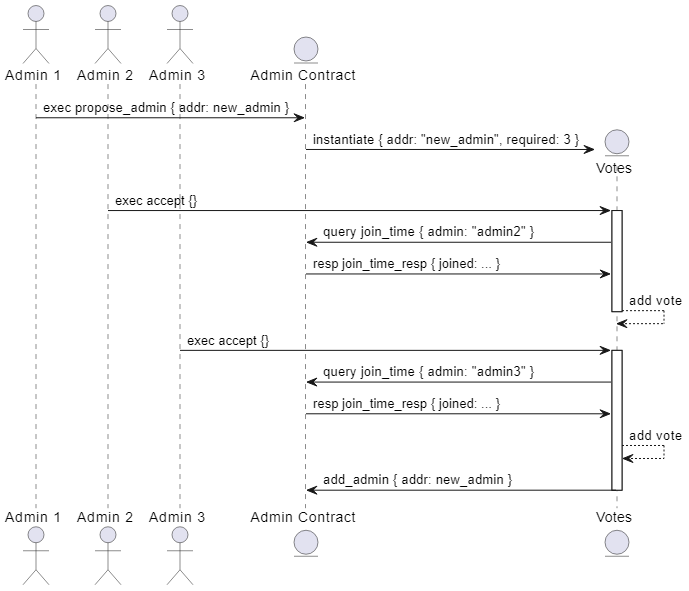 Admin 1 Admin 2 Admin 3 Admin Contract
exec propose_admin { addr: new_admin }
instantiate { addr: "new_admin", required: 3 }
Votes
exec accept {}
query join_time { admin: "admin2" }
resp join_time_resp { joined: ... }
add vote
exec accept {}
query join_time { admin: "admin3" }
resp join_time_resp { joined: ... }
add vote
add_admin { addr: new_admin }
Admin 1 Admin 2 Admin 3 Admin Contract Votes